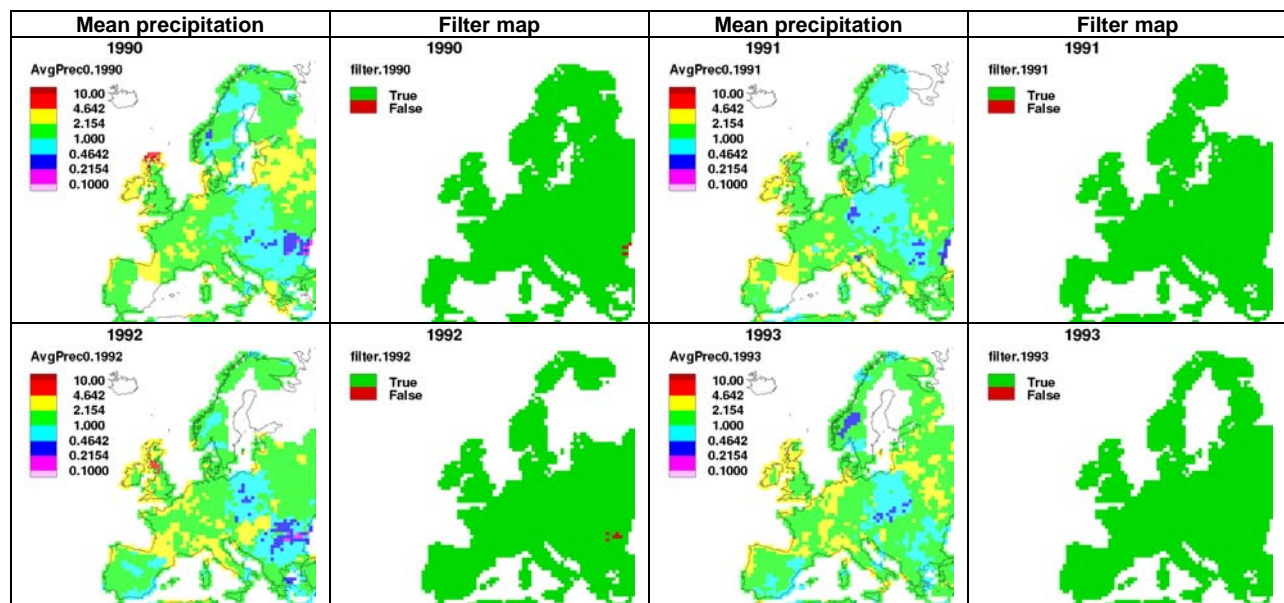 Mean precipitation Filter map Mean precipitation Filter map
1990
AvgPrec0.1990
10.00
4.642
2.154
1.000
0.4642
0.2154
0.1000
1990
filter.1990
True
False
1991
AvgPrec0.1991
10.00
4.642
2.154
1.000
0.4642
0.2154
0.1000
1991
filter.1991
True
False
1992
AvgPrec0.1992
10.00
4.642
2.154
1.000
0.4642
0.2154
0.1000
1992
filter.1992
True
False
1993
AvgPrec0.1993
10.00
4.642
2.154
1.000
0.4642
0.2154
0.1000
1993
filter.1993
True
False